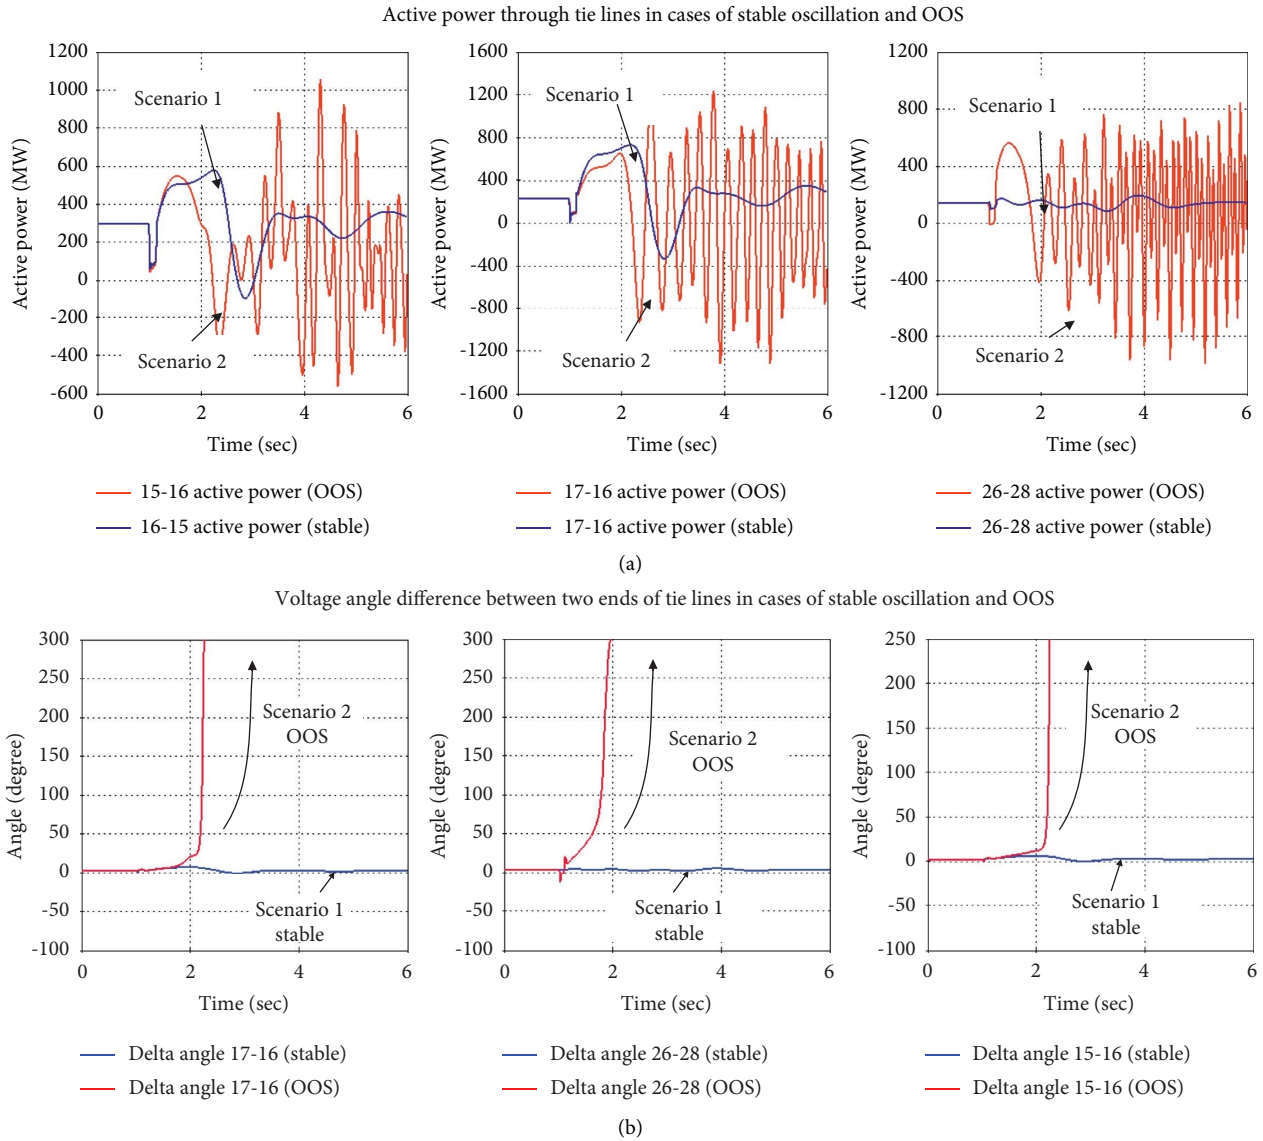 Active power through tie lines in cases of stable oscillation and OOS
1200
1000
800
600
400
200
0
-200
-400
-600
Active power (MW)
Scenario 1
Scenario 2
0 2 4 6
Time (sec)
15-16 active power (OOS)
16-15 active power (stable)
1600
1200
800
400
0
-400
-800
-1200
-1600
Active power (MW)
Scenario 1
Scenario 2
0 2 4 6
Time (sec)
17-16 active power (OOS)
17-16 active power (stable)
1200
800
400
0
-400
-800
-1200
Active power (MW)
Scenario 1
Scenario 2
0 2 4 6
Time (sec)
26-28 active power (OOS)
26-28 active power (stable)
(a)
Voltage angle difference between two ends of tie lines in cases of stable oscillation and OOS
300
250
200
150
100
50
0
-50
-100
Angle (degree)
Scenario 2
OOS
Scenario 1
stable
0 2 4 6
Time (sec)
Delta angle 17-16 (stable)
Delta angle 17-16 (OOS)
300
250
200
150
100
50
0
-50
-100
Angle (degree)
Scenario 2
OOS
Scenario 1
stable
0 2 4 6
Time (sec)
Delta angle 26-28 (stable)
Delta angle 26-28 (OOS)
250
200
150
100
50
0
-50
-100
Angle (degree)
Scenario 2
OOS
Scenario 1
stable
0 2 4 6
Time (sec)
Delta angle 15-16 (stable)
Delta angle 15-16 (OOS)
(b)